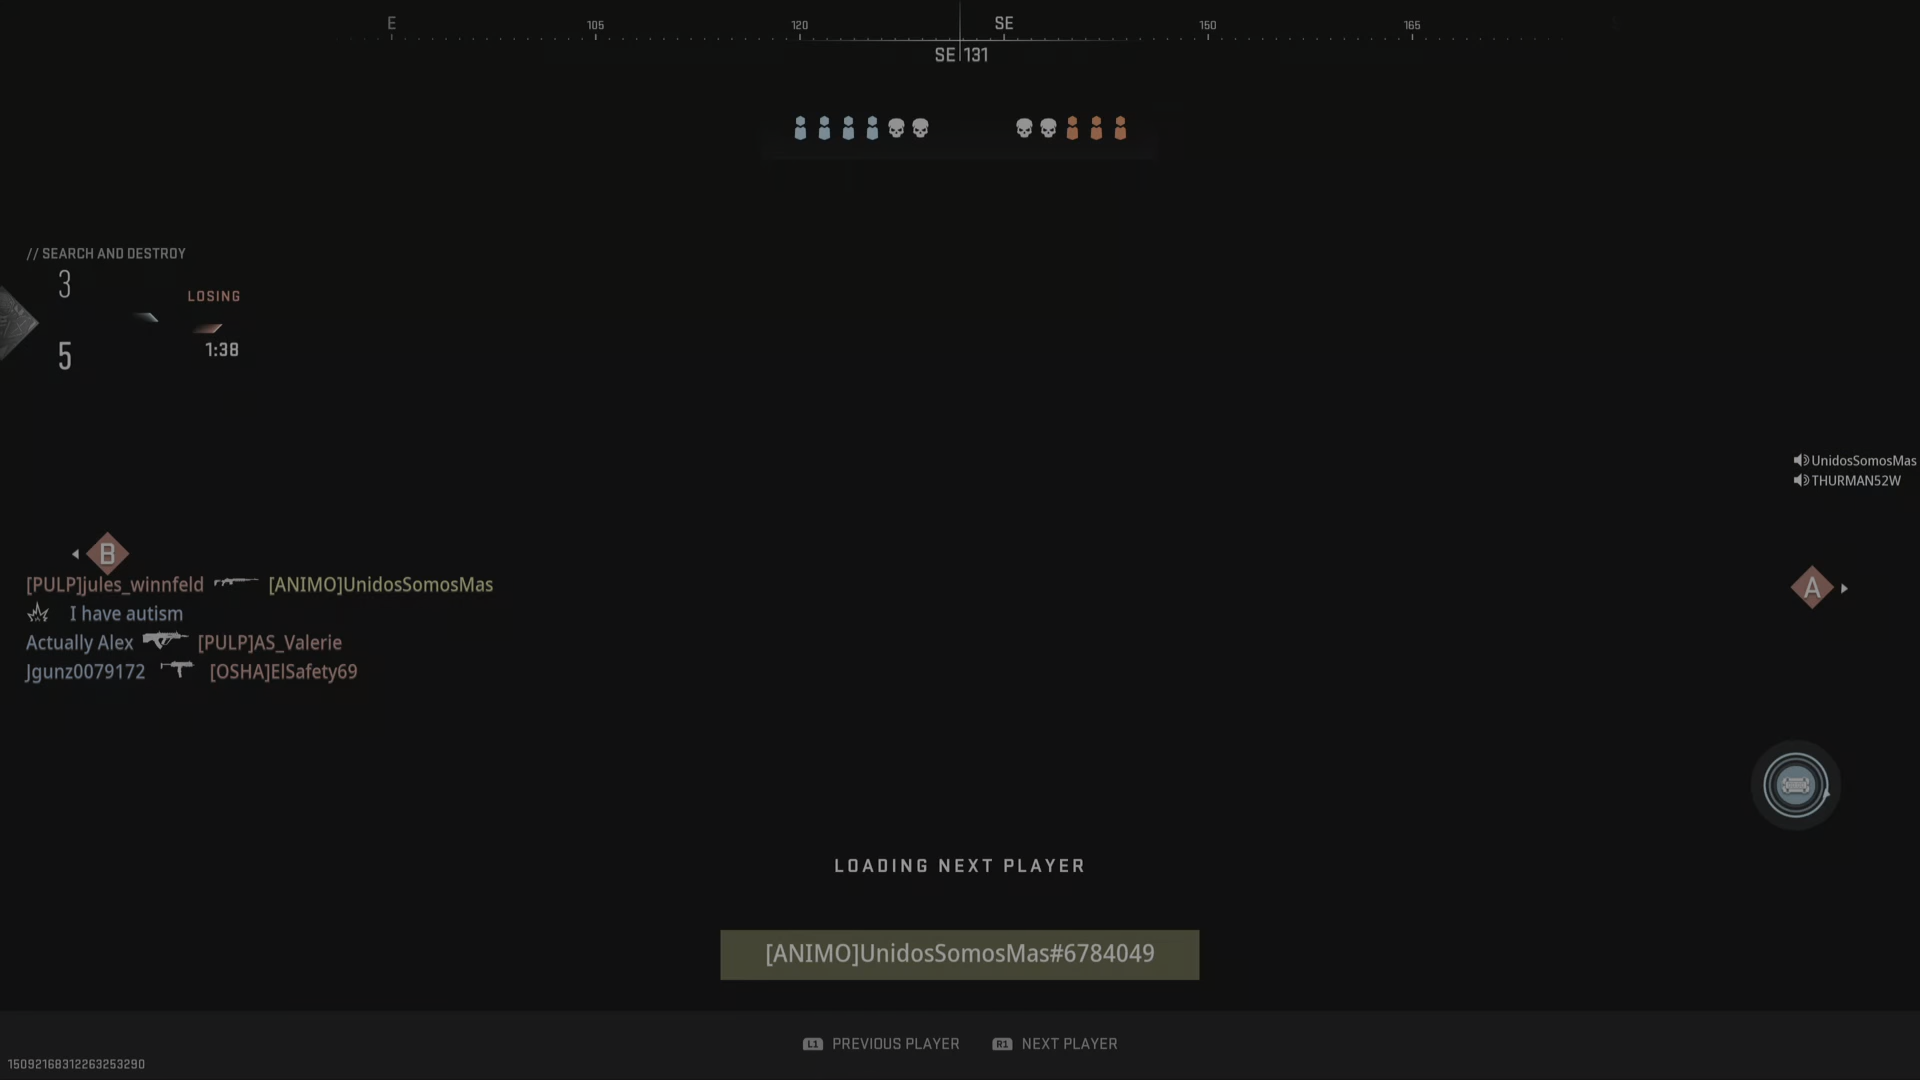 E 105 120 SE 150 165
SE 131
// SEARCH AND DESTROY
3
LOSING
1:38
5
UnidosSomosMas
THURMAN52W
B
A
[PULP]jules_winnfeld [ANIMO]UnidosSomosMas
I have autism
Actually Alex [PULP]AS_Valerie
Jgunz0079172 [OSHA]ElSafety69
LOADING NEXT PLAYER
[ANIMO]UnidosSomosMas#6784049
L1 PREVIOUS PLAYER R1 NEXT PLAYER
15092168312263253290